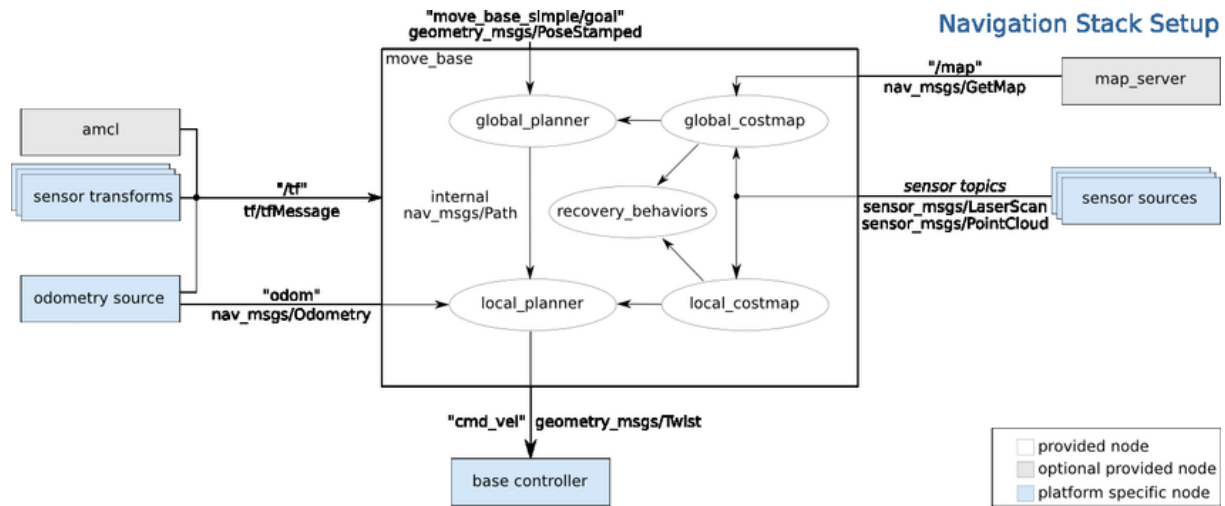 Navigation Stack Setup
"move_base_simple/goal"
geometry_msgs/PoseStamped
move_base
"/map"
nav_msgs/GetMap
map_server
amcl
global_planner
global_costmap
sensor transforms
"/tf"
tf/tfMessage
internal
nav_msgs/Path
recovery_behaviors
sensor topics
sensor_msgs/LaserScan
sensor_msgs/PointCloud
sensor sources
odometry source
"odom"
nav_msgs/Odometry
local_planner
local_costmap
"cmd_vel" geometry_msgs/Twist
base controller
provided node
optional provided node
platform specific node